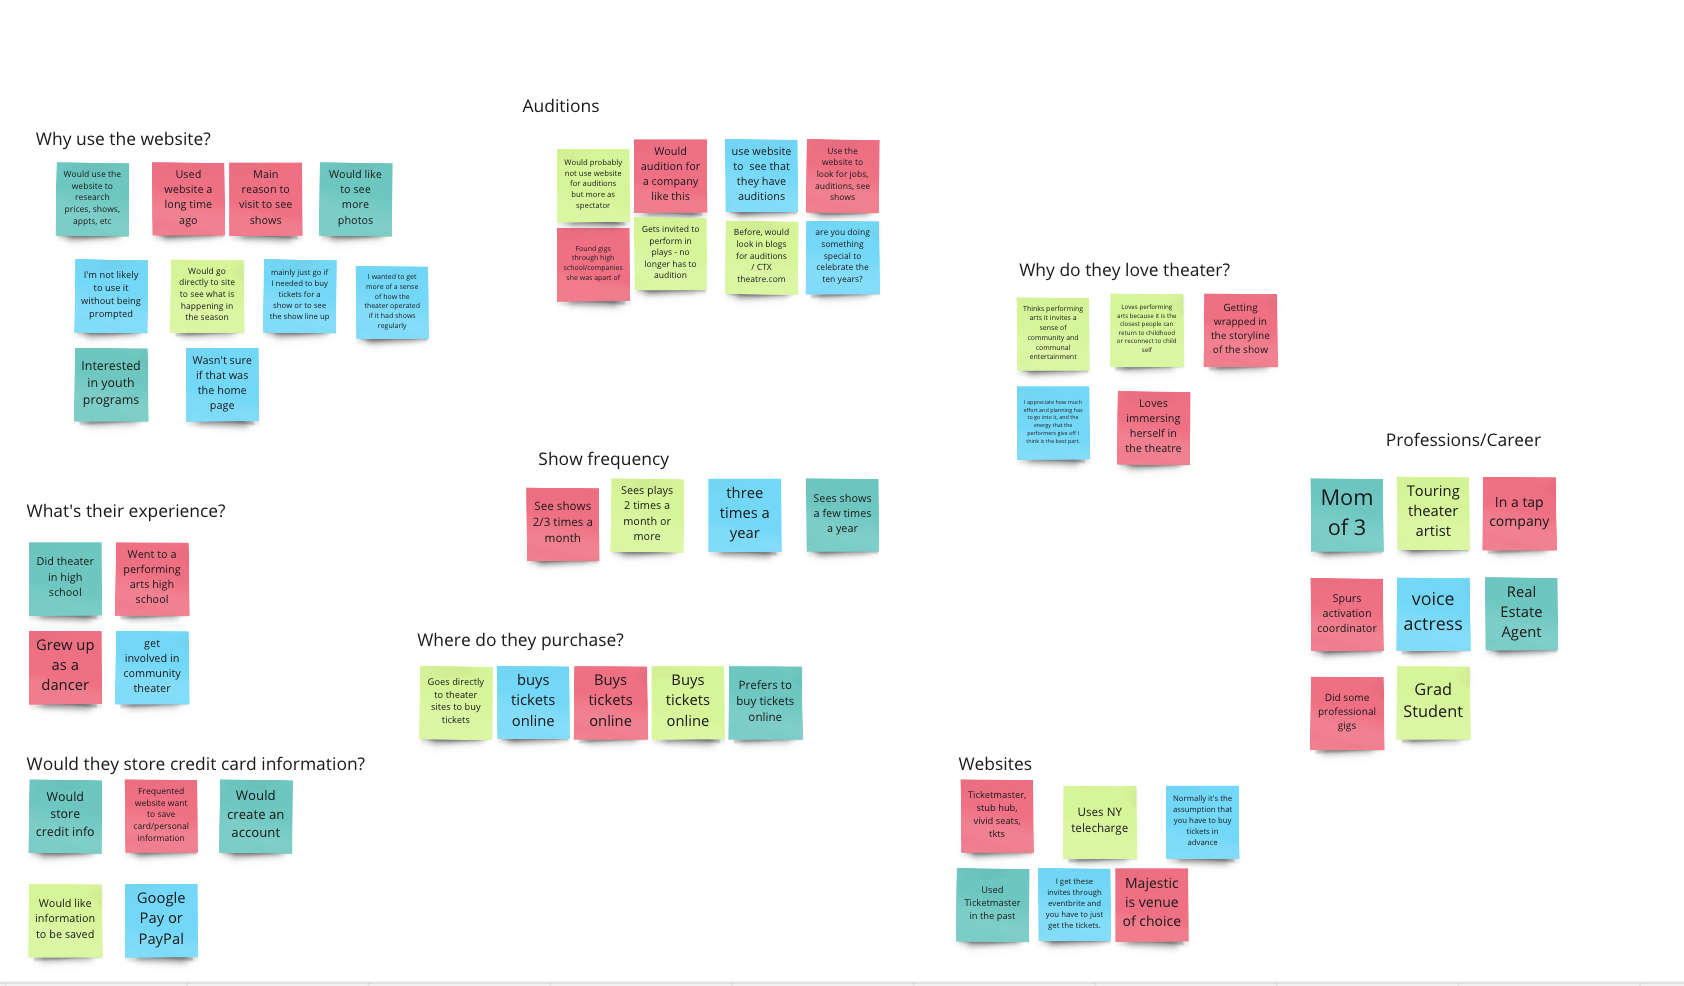 Why use the website?
Would use the
website to
research
prices, shows,
appts, etc
Used
website a
long time
ago
Main
reason to
visit to see
shows
Would like
to see
more
photos
I'm not likely
to use it
without being
prompted
Would go
directly to site
to see what is
happening in
the season
mainly just go if
I needed to buy
tickets for a
show or to see
the show line up
I wanted to get
more of a sense
of how the
theater operated
if it had shows
regularly
Interested
in youth
programs
Wasn't sure
if that was
the home
page
Auditions
Would probably
not use website
for auditions
but more as
spectator
Would
audition for
a company
like this
use website
to see that
they have
auditions
Use the
website to
look for jobs,
auditions, see
shows
Found gigs
through high
school/companies
she was apart of
Gets invited to
perform in
plays - no
longer has to
audition
Before, would
look in blogs
for auditions
/ CTX
theatre.com
are you doing
something
special to
celebrate the
ten years?
Why do they love theater?
Thinks performing
arts it invites a
sense of
community and
communal
entertainment
Loves performing
arts because it is the
closest people can
return to childhood
or reconnect to child
self
Getting
wrapped in
the storyline
of the show
I appreciate how much
effort and planning has
to go into it, and the
energy that the
performers give off I
think is the best part.
Loves
immersing
herself in
the theatre
Show frequency
See shows
2/3 times a
month
Sees plays
2 times a
month or
more
three
times a
year
Sees shows
a few times
a year
Professions/Career
Mom
of 3
Touring
theater
artist
In a tap
company
Spurs
activation
coordinator
voice
actress
Real
Estate
Agent
Did some
professional
gigs
Grad
Student
What's their experience?
Did theater
in high
school
Went to a
performing
arts high
school
Grew up
as a
dancer
get
involved in
community
theater
Where do they purchase?
Goes directly
to theater
sites to buy
tickets
buys
tickets
online
Buys
tickets
online
Buys
tickets
online
Prefers to
buy tickets
online
Would they store credit card information?
Would
store
credit info
Frequented
website want
to save
card/personal
information
Would
create an
account
Would like
information
to be saved
Google
Pay or
PayPal
Websites
Ticketmaster,
stub hub,
vivid seats,
tkts
Uses NY
telecharge
Normally it's the
assumption that
you have to buy
tickets in
advance
Used
Ticketmaster
in the past
I get these
invites through
eventbrite and
you have to just
get the tickets.
Majestic
is venue
of choice